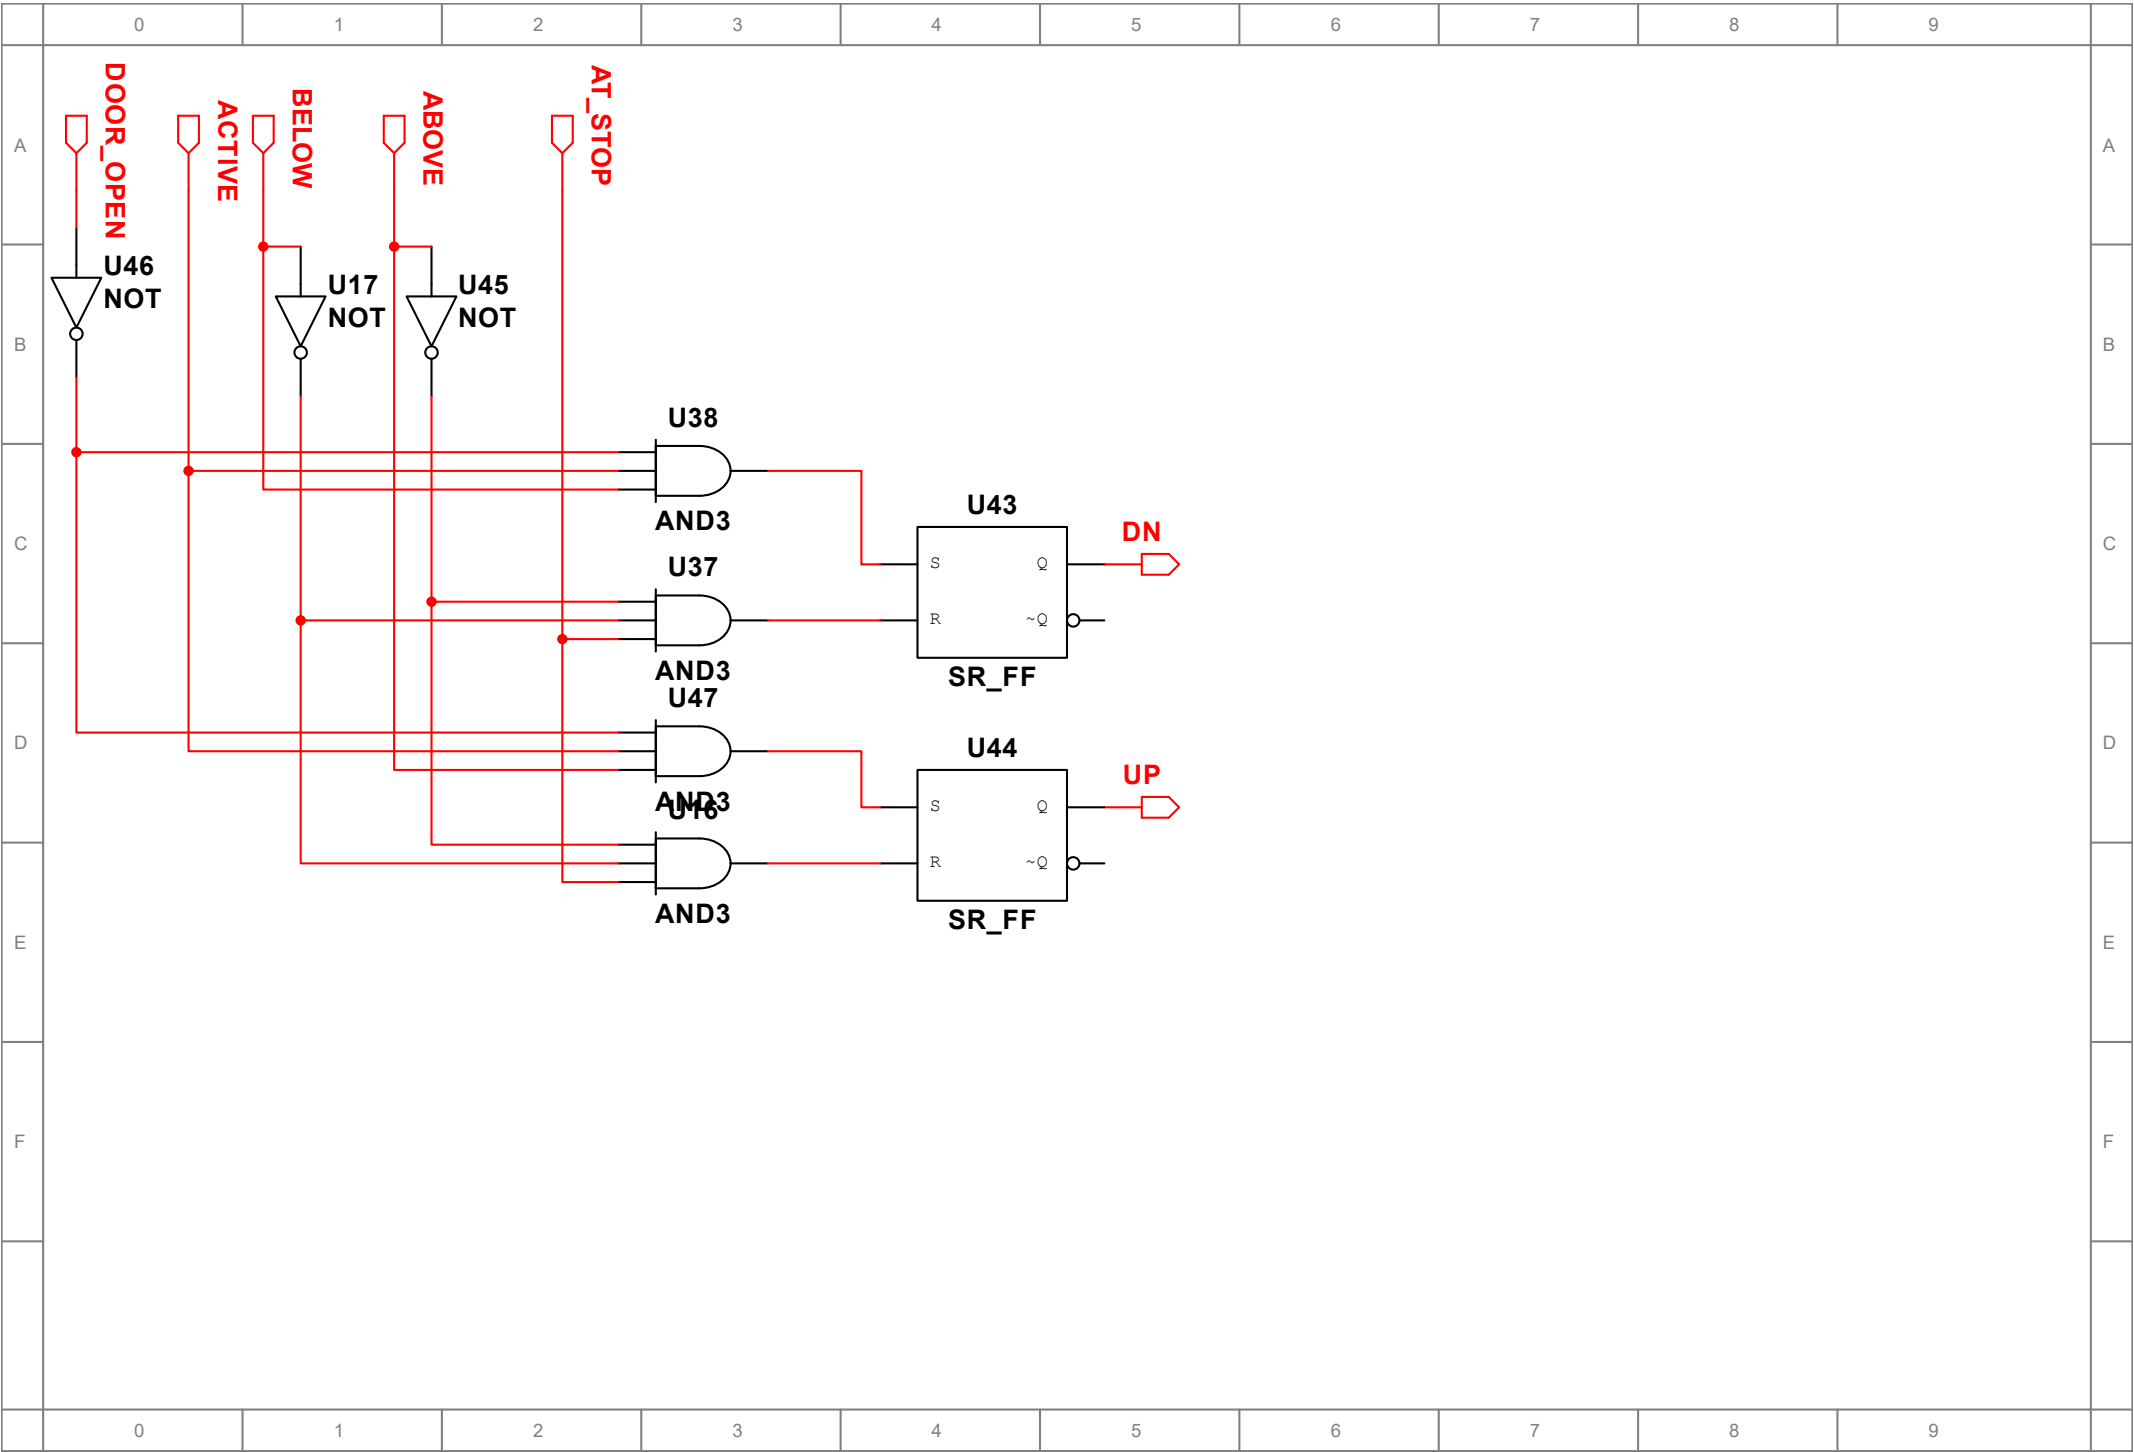 0 1 2 3 4 5 6 7 8 9
DOOR_OPEN
ACTIVE
BELOW
ABOVE
AT_STOP
A A
U46
NOT
U17
NOT
U45
NOT
B B
U38
AND3
U43
S Q
R ~Q
SR_FF
DN
C C
U37
AND3
U47
AND3
D D
U44
S Q
R ~Q
SR_FF
UP
U16
AND3
E E
F F
0 1 2 3 4 5 6 7 8 9